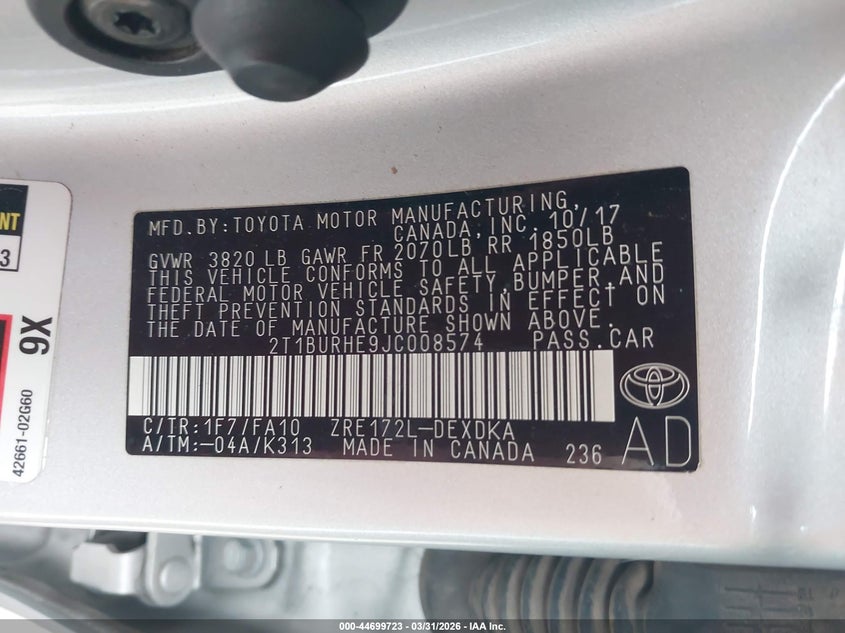 NT
3
9X
42661-02G60
MFD.BY:TOYOTA MOTOR MANUFACTURING,
CANADA,INC. 10/17
GVWR 3820 LB GAWR FR 2070LB, RR 1850LB
THIS VEHICLE CONFORMS TO ALL APPLICABLE
FEDERAL MOTOR VEHICLE SAFETY, BUMPER,AND
THEFT PREVENTION STANDARDS IN EFFECT ON
THE DATE OF MANUFACTURE SHOWN ABOVE.
2T1BURHE9JC008574 PASS.CAR
C/TR:1F7/FA10 ZRE172L-DEXDKA
A/TM:-04A/K313 MADE IN CANADA 236 AD
000-44699723 - 03/31/2026 - IAA Inc.